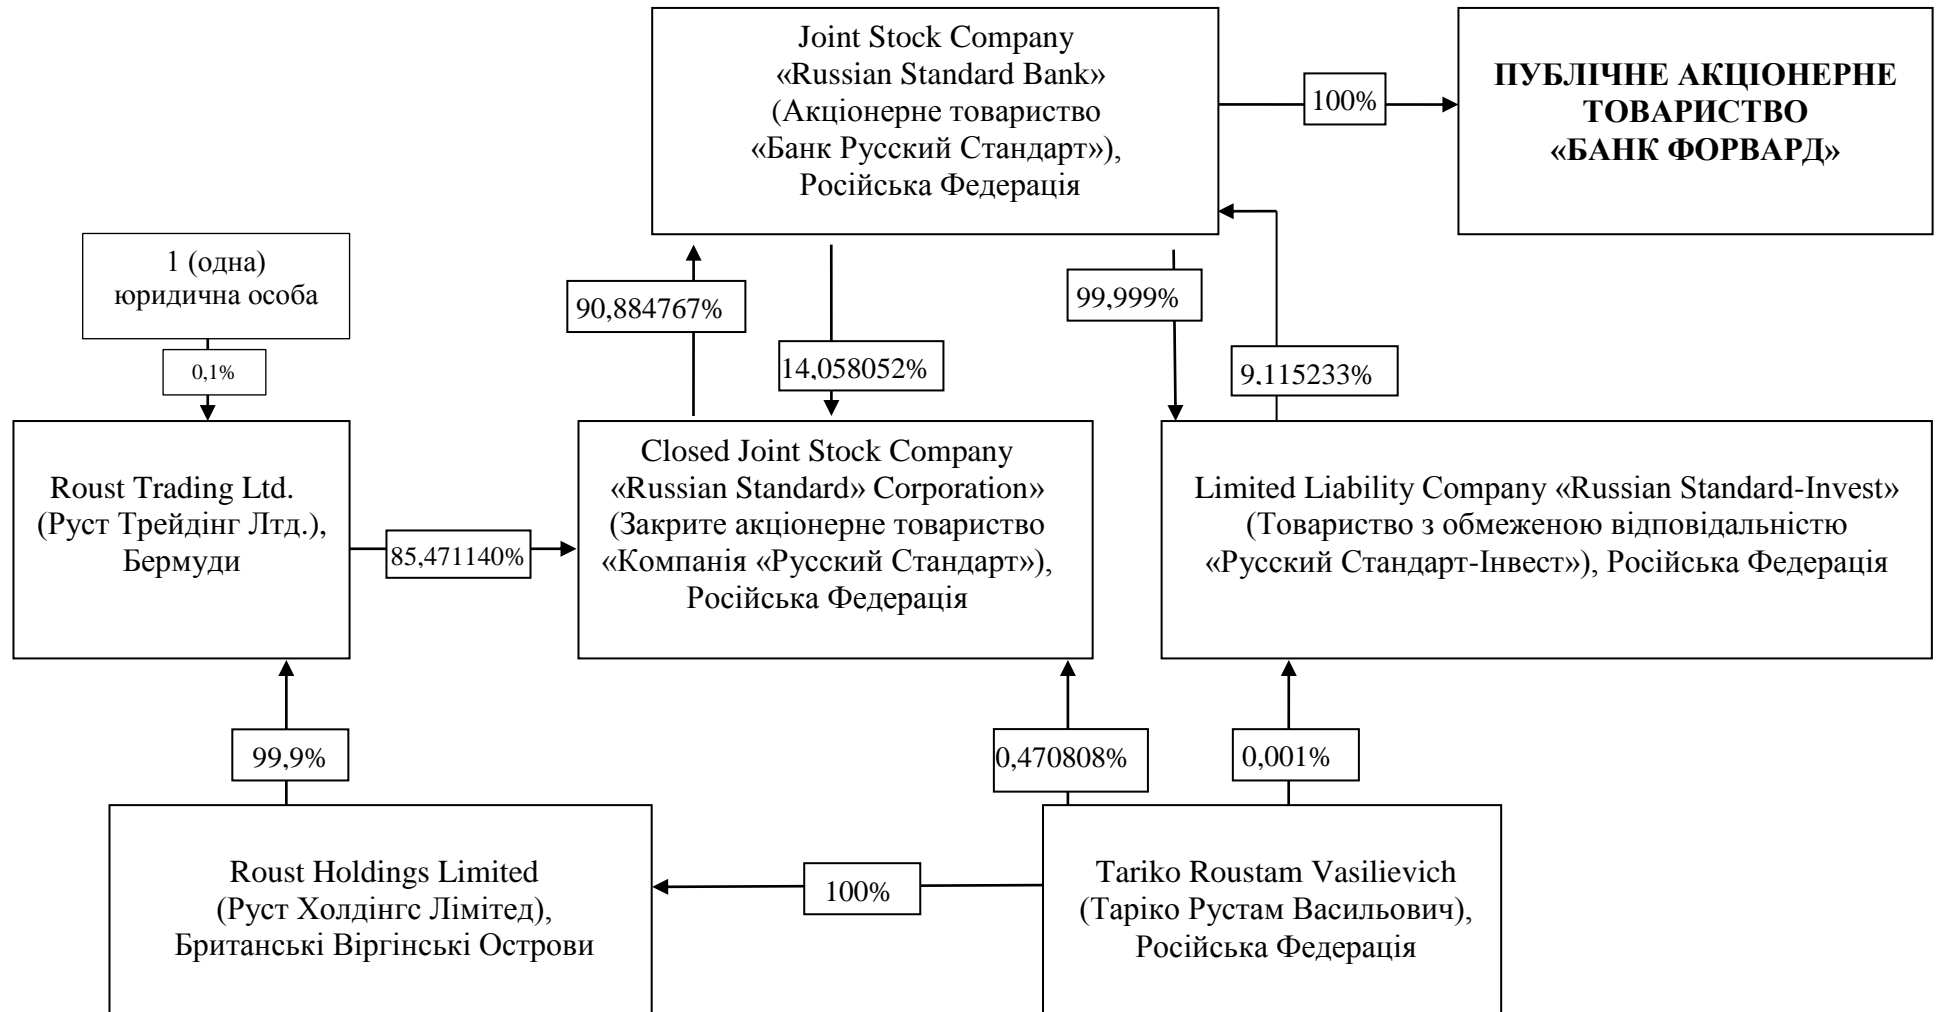 Joint Stock Company
«Russian Standard Bank»
(Акціонерне товариство
«Банк Русский Стандарт»),
Російська Федерація
100%
ПУБЛІЧНЕ АКЦІОНЕРНЕ
ТОВАРИСТВО
«БАНК ФОРВАРД»
1 (одна)
юридична особа
0,1%
90,884767%
14,058052%
99,999%
9,115233%
Roust Trading Ltd.
(Руст Трейдінг Лтд.),
Бермуди
85,471140%
Closed Joint Stock Company
«Russian Standard» Corporation»
(Закрите акціонерне товариство
«Компанія «Русский Стандарт»),
Російська Федерація
Limited Liability Company «Russian Standard-Invest»
(Товариство з обмеженою відповідальністю
«Русский Стандарт-Інвест»), Російська Федерація
99,9%
0,470808%
0,001%
Roust Holdings Limited
(Руст Холдінгс Лімітед),
Британські Віргінські Острови
100%
Tariko Roustam Vasilievich
(Таріко Рустам Васильович),
Російська Федерація